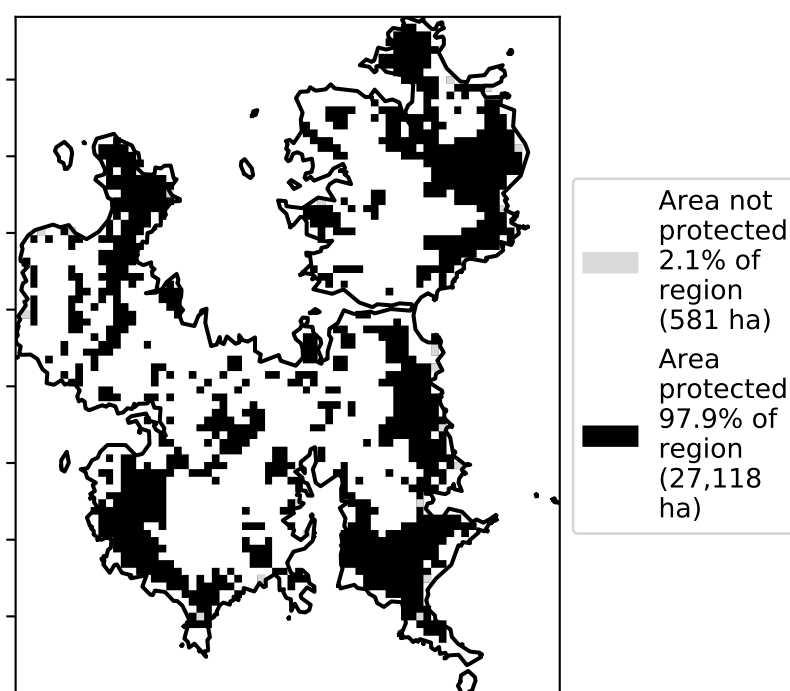 Area not
protected
2.1% of
region
(581 ha)
Area
protected
97.9% of
region
(27,118
ha)